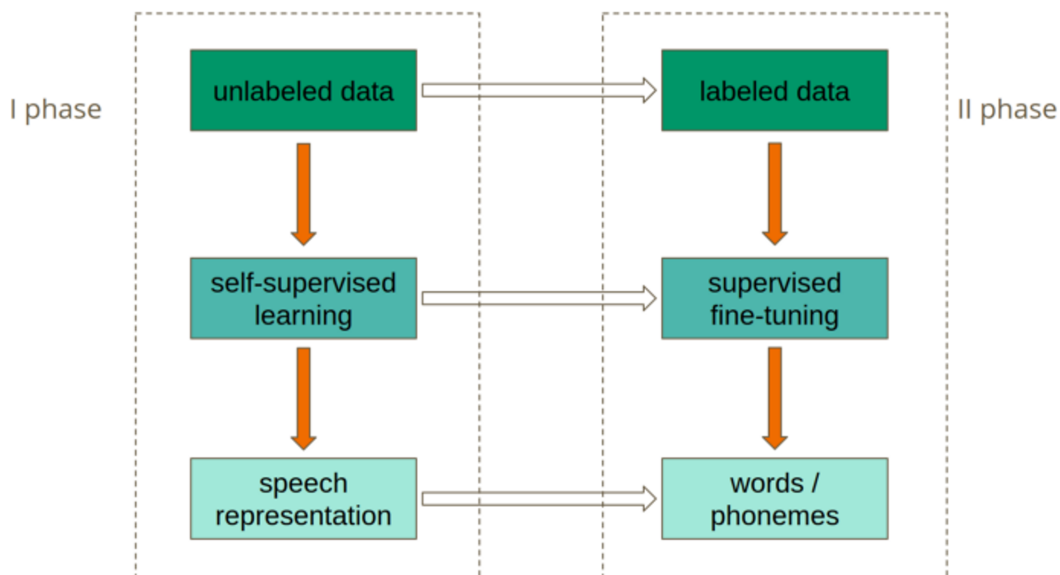 I phase
unlabeled data
labeled data
II phase
self-supervised
learning
supervised
fine-tuning
speech
representation
words /
phonemes